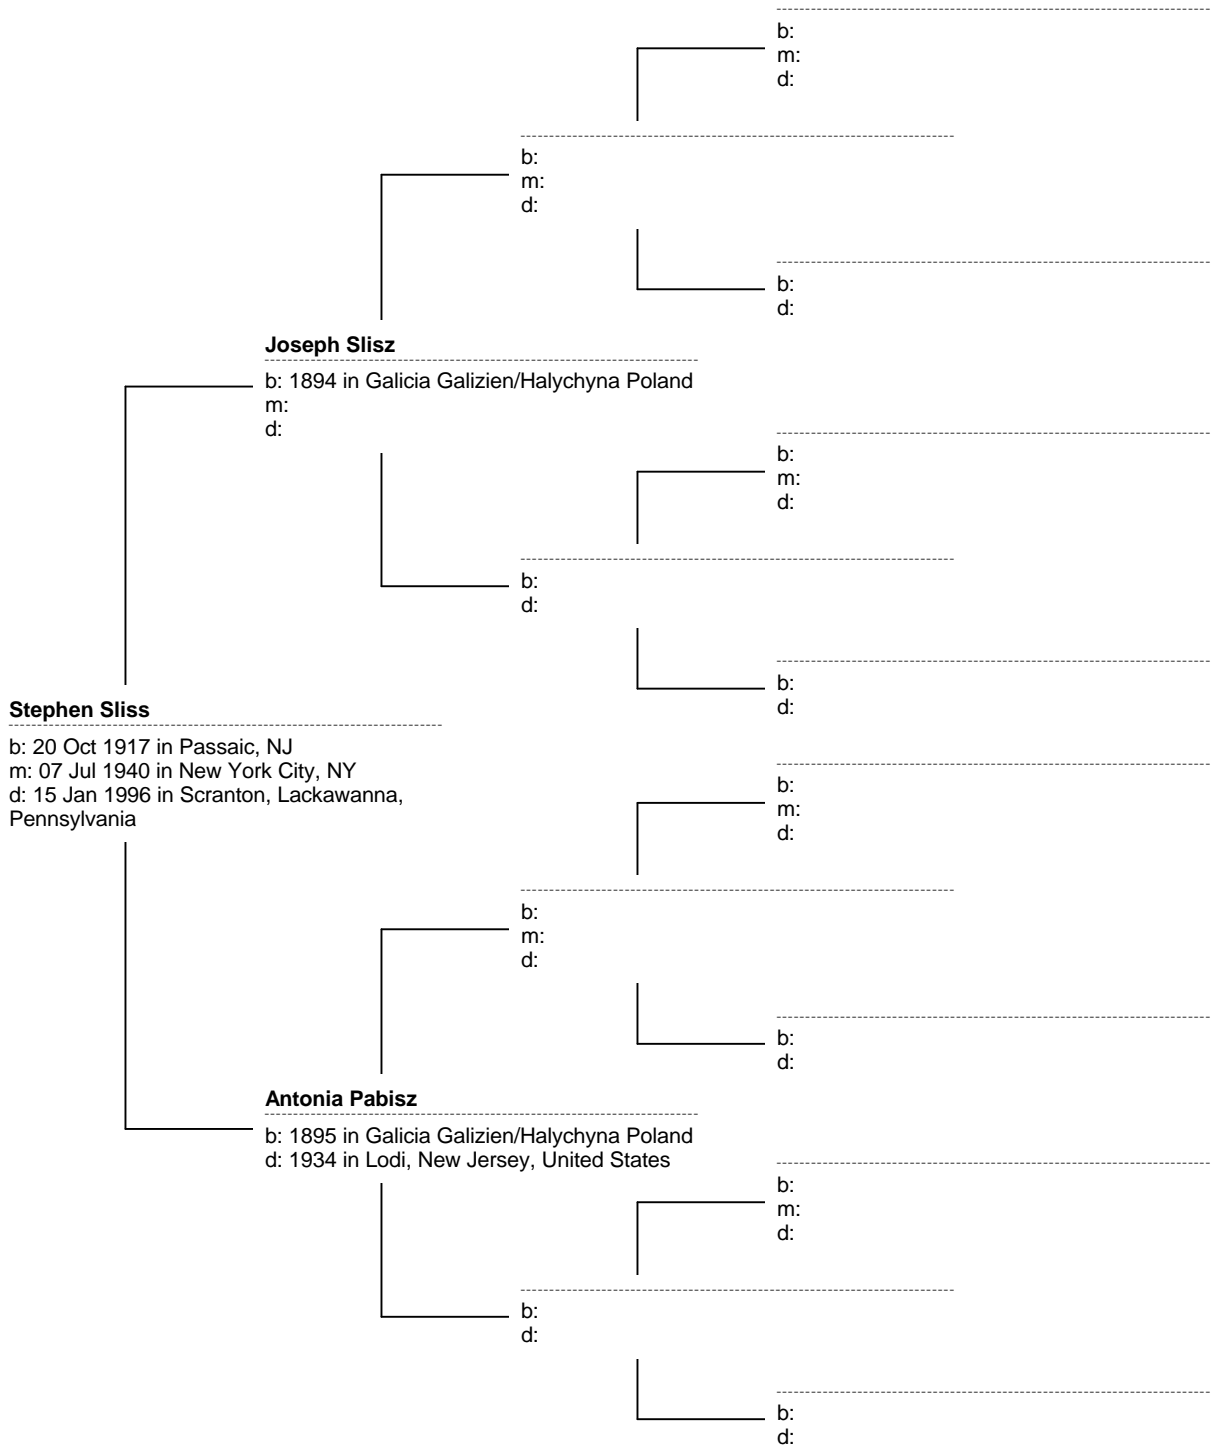 b:
m:
d:
b:
m:
d:
b:
d:
Joseph Slisz
b: 1894 in Galicia Galizien/Halychyna Poland
m:
d:
b:
m:
d:
b:
d:
b:
d:
Stephen Sliss
b: 20 Oct 1917 in Passaic, NJ
m: 07 Jul 1940 in New York City, NY
d: 15 Jan 1996 in Scranton, Lackawanna,
Pennsylvania
b:
m:
d:
b:
m:
d:
b:
d:
Antonia Pabisz
b: 1895 in Galicia Galizien/Halychyna Poland
d: 1934 in Lodi, New Jersey, United States
b:
m:
d:
b:
d:
b:
d: